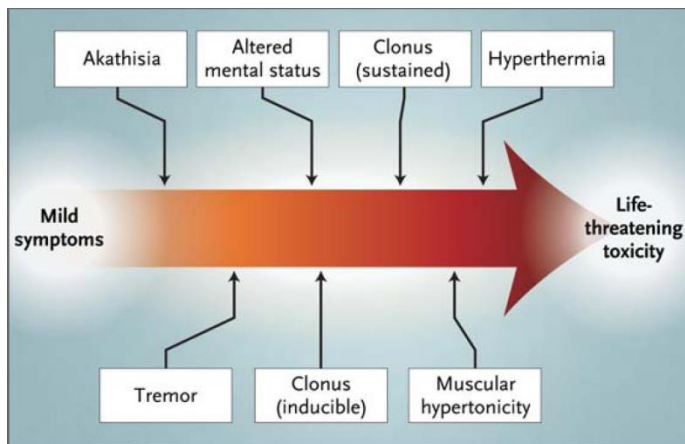 Akathisia
Altered
mental status
Clonus
(sustained)
Hyperthermia
Mild
symptoms
Life-
threatening
toxicity
Tremor
Clonus
(inducible)
Muscular
hypertonicity